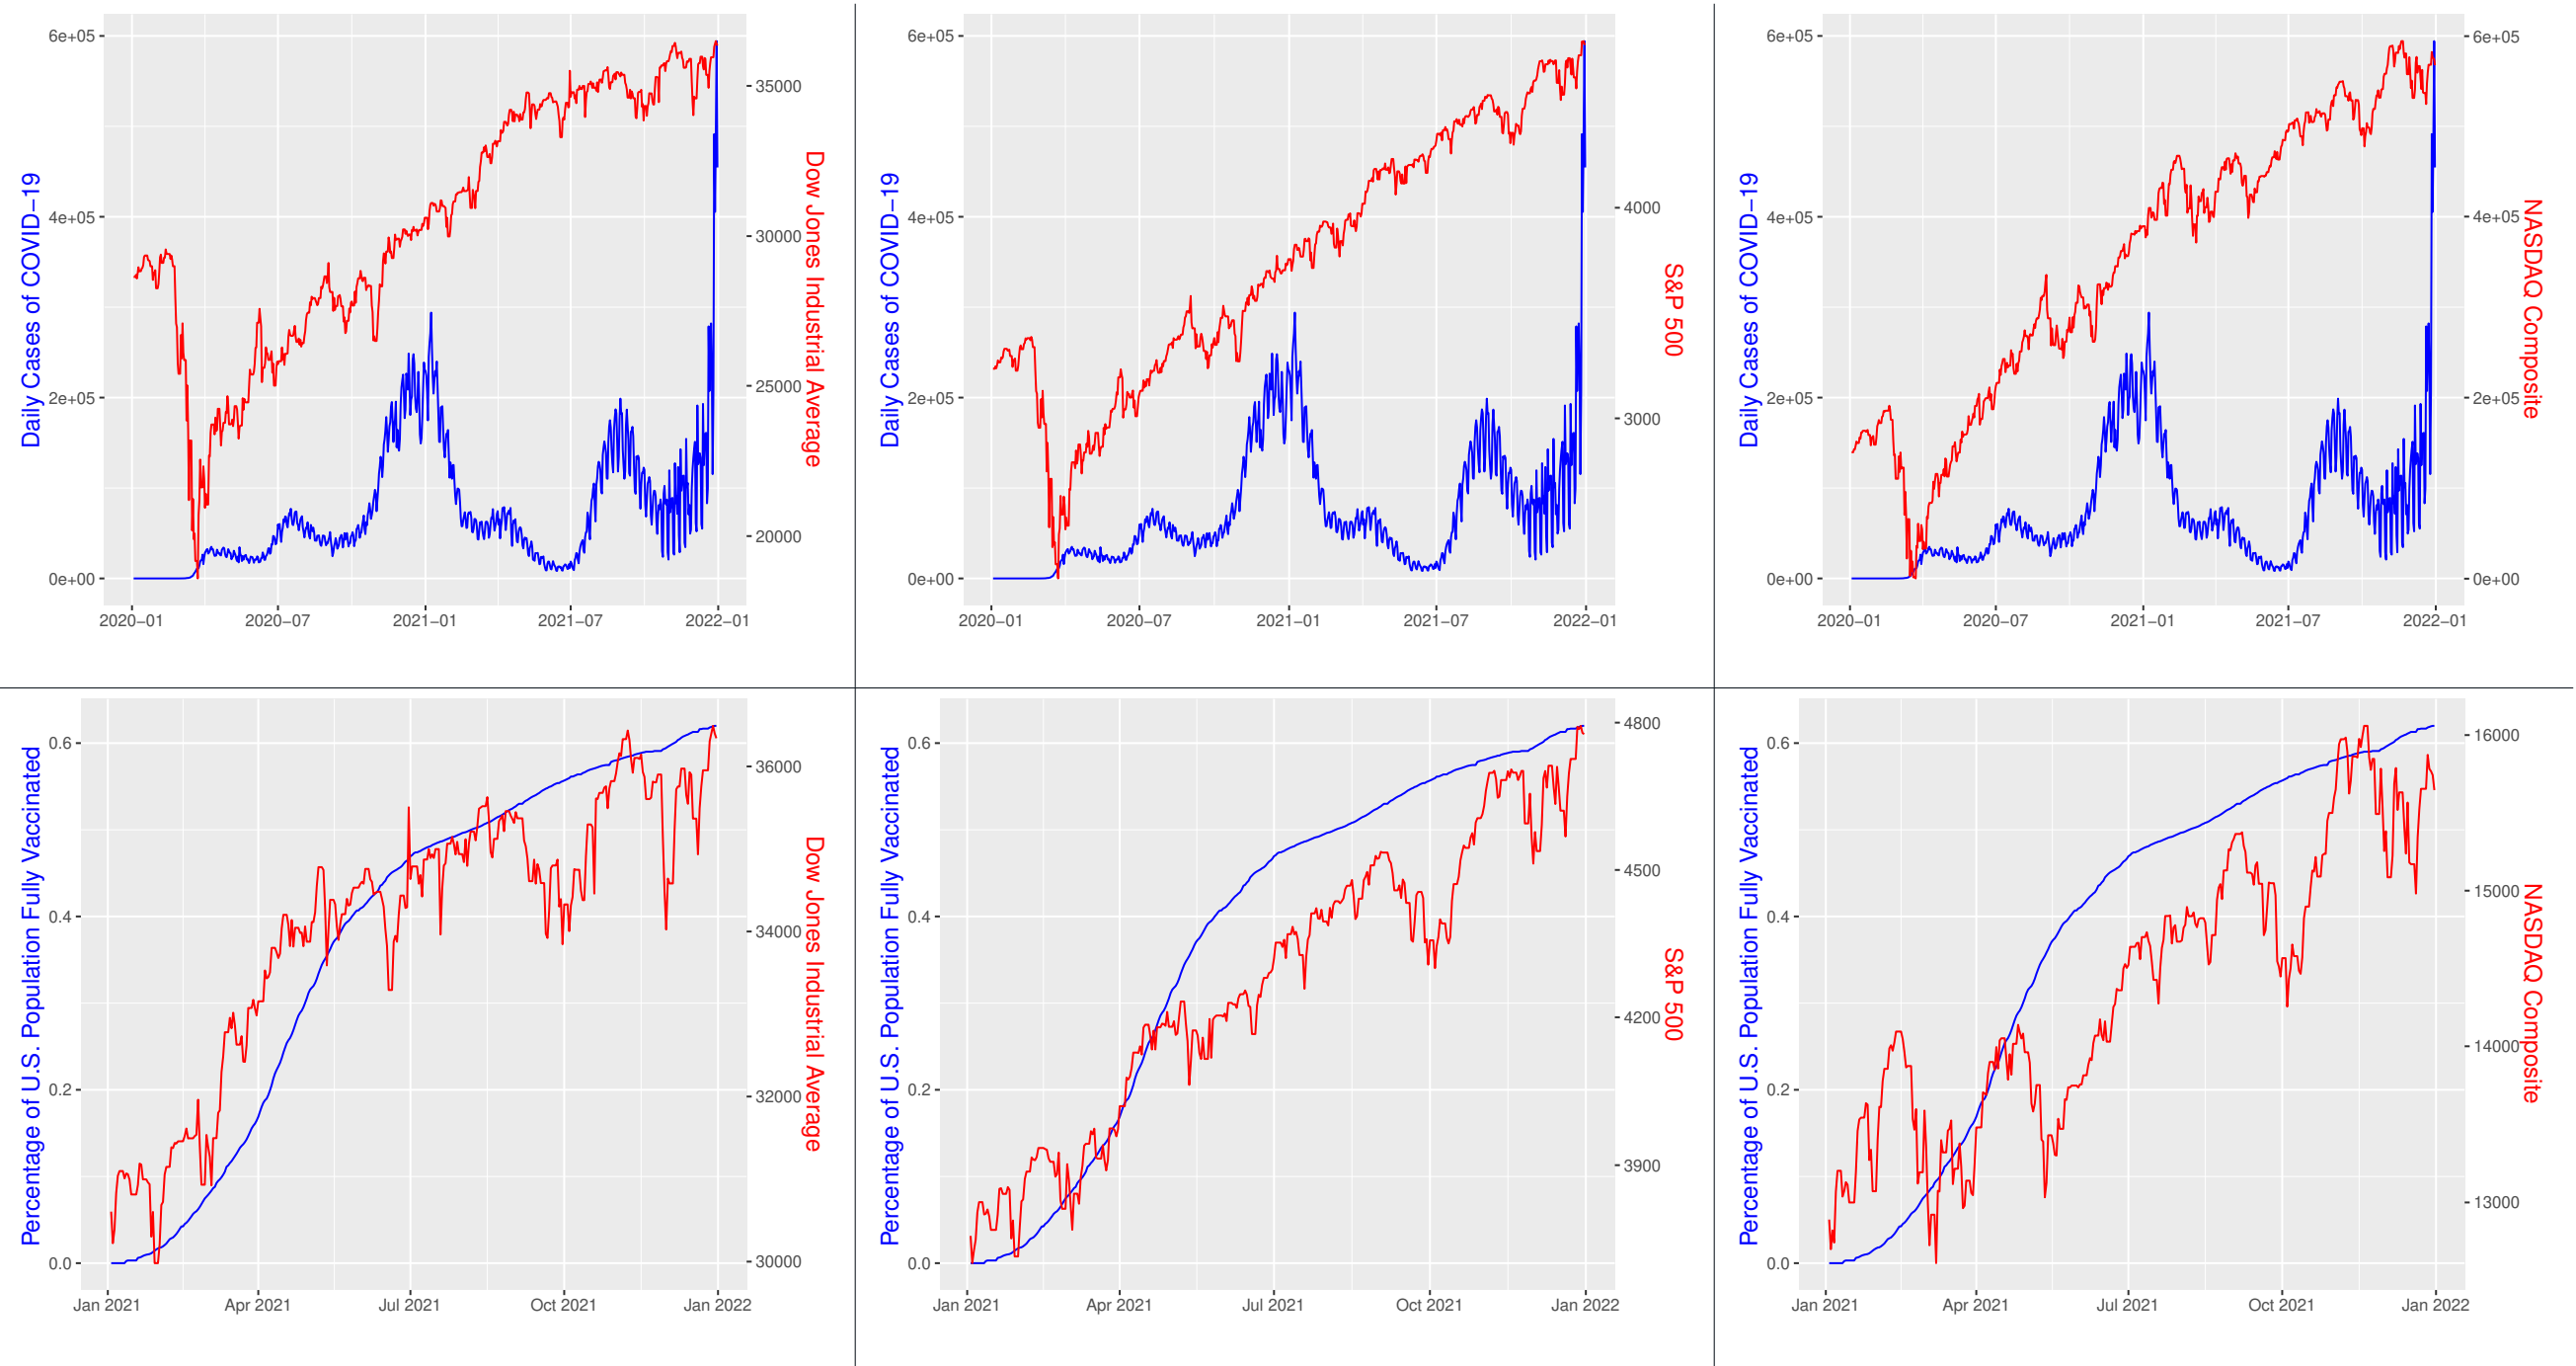 Daily Cases of COVID−19
6e+05
4e+05
2e+05
0e+00
2020−01
2020−07
2021−01
2021−07
2022−01
35000
30000
25000
20000
Dow Jones Industrial Average
Daily Cases of COVID−19
6e+05
4e+05
2e+05
0e+00
2020−01
2020−07
2021−01
2021−07
2022−01
4000
3000
S&P 500
Daily Cases of COVID−19
6e+05
4e+05
2e+05
0e+00
2020−01
2020−07
2021−01
2021−07
2022−01
6e+05
4e+05
2e+05
0e+00
NASDAQ Composite
Percentage of U.S. Population Fully Vaccinated
0.6
0.4
0.2
0.0
Jan 2021
Apr 2021
Jul 2021
Oct 2021
Jan 2022
36000
34000
32000
30000
Dow Jones Industrial Average
Percentage of U.S. Population Fully Vaccinated
0.6
0.4
0.2
0.0
Jan 2021
Apr 2021
Jul 2021
Oct 2021
Jan 2022
4800
4500
4200
3900
S&P 500
Percentage of U.S. Population Fully Vaccinated
0.6
0.4
0.2
0.0
Jan 2021
Apr 2021
Jul 2021
Oct 2021
Jan 2022
16000
15000
14000
13000
NASDAQ Composite